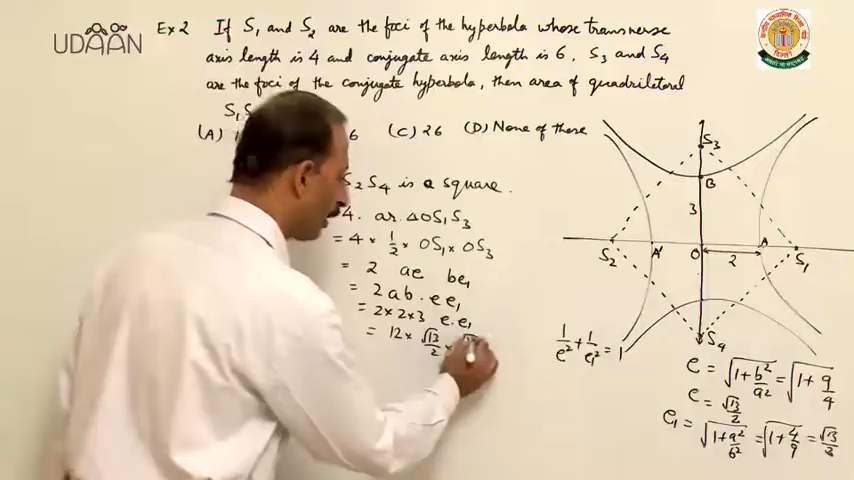 UDAAN
Ex 2 If S1 and S2 are the foci of the hyperbola whose transverse
axis length is 4 and conjugate axis length is 6, S3 and S4
are the foci of the conjugate hyperbola, then area of quadrilateral
(A) 6 (C) 26 (D) None of these
S2 S4 is a square.
4. ar. ΔOS1S3
= 4 × 1/2 × OS1 × OS3
= 2 ae be1
= 2ab. e e1
= 2×2×3 e.e1
= 12 × √13/2 ×
S3
B
3
S2 A' O 2 A S1
S4
1/e² + 1/e1² = 1
e = √(1+b²/a²) = √(1+9/4)
e = √13/2
e1 = √(1+a²/b²) = √(1+4/9) = √13/3